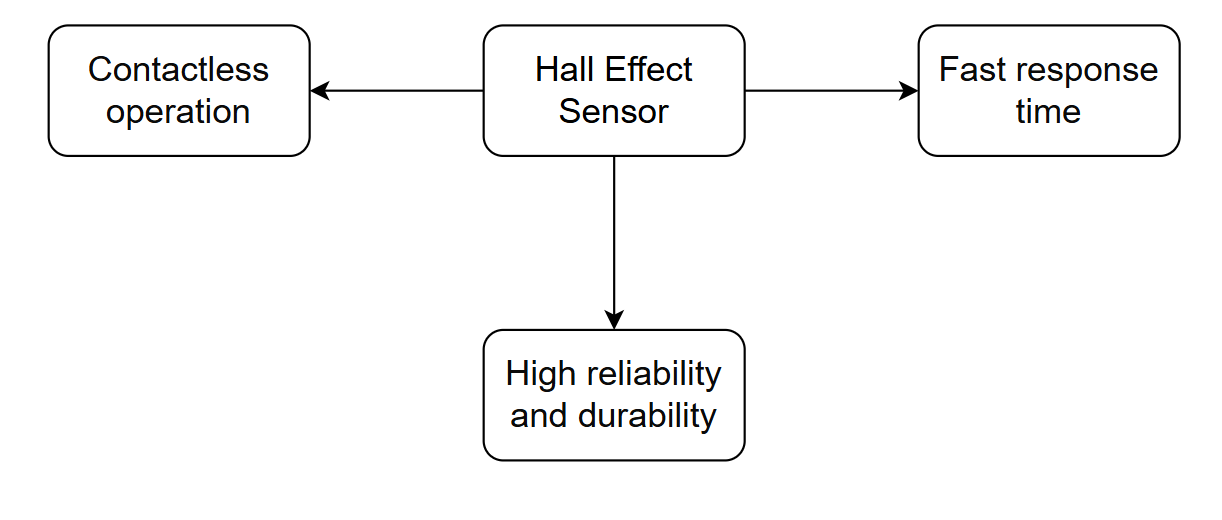 Contactless
operation
Hall Effect
Sensor
Fast response
time
High reliability
and durability